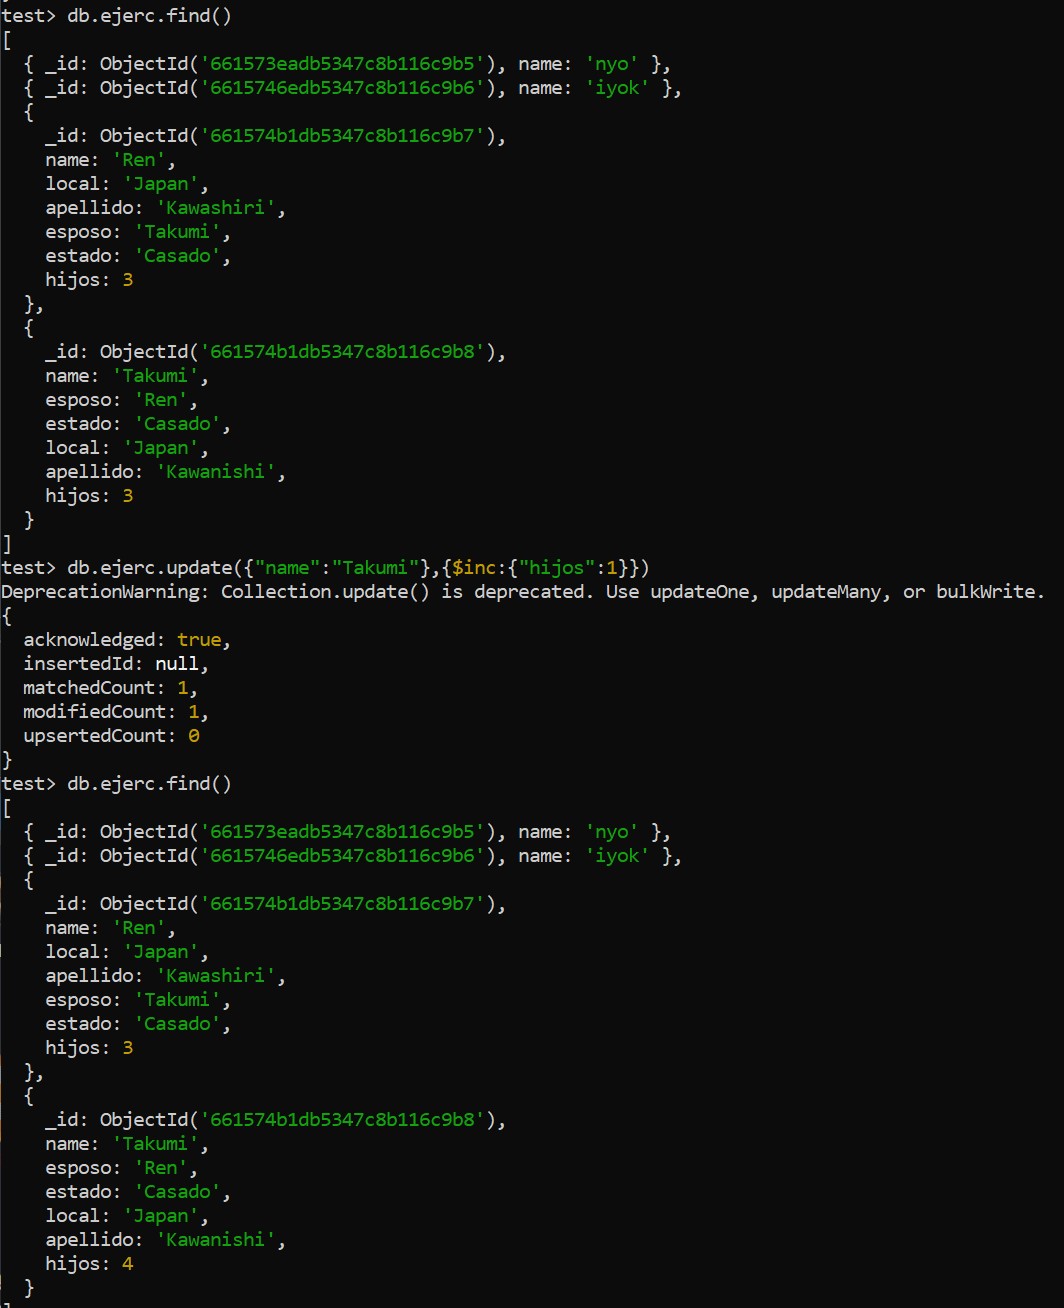 test> db.ejerc.find()
[
  { _id: ObjectId('661573eadb5347c8b116c9b5'), name: 'nyo' },
  { _id: ObjectId('6615746edb5347c8b116c9b6'), name: 'iyok' },
  {
    _id: ObjectId('661574b1db5347c8b116c9b7'),
    name: 'Ren',
    local: 'Japan',
    apellido: 'Kawashiri',
    esposo: 'Takumi',
    estado: 'Casado',
    hijos: 3
  },
  {
    _id: ObjectId('661574b1db5347c8b116c9b8'),
    name: 'Takumi',
    esposo: 'Ren',
    estado: 'Casado',
    local: 'Japan',
    apellido: 'Kawanishi',
    hijos: 3
  }
]
test> db.ejerc.update({"name":"Takumi"},{$inc:{"hijos":1}})
DeprecationWarning: Collection.update() is deprecated. Use updateOne, updateMany, or bulkWrite.
{
  acknowledged: true,
  insertedId: null,
  matchedCount: 1,
  modifiedCount: 1,
  upsertedCount: 0
}
test> db.ejerc.find()
[
  { _id: ObjectId('661573eadb5347c8b116c9b5'), name: 'nyo' },
  { _id: ObjectId('6615746edb5347c8b116c9b6'), name: 'iyok' },
  {
    _id: ObjectId('661574b1db5347c8b116c9b7'),
    name: 'Ren',
    local: 'Japan',
    apellido: 'Kawashiri',
    esposo: 'Takumi',
    estado: 'Casado',
    hijos: 3
  },
  {
    _id: ObjectId('661574b1db5347c8b116c9b8'),
    name: 'Takumi',
    esposo: 'Ren',
    estado: 'Casado',
    local: 'Japan',
    apellido: 'Kawanishi',
    hijos: 4
  }